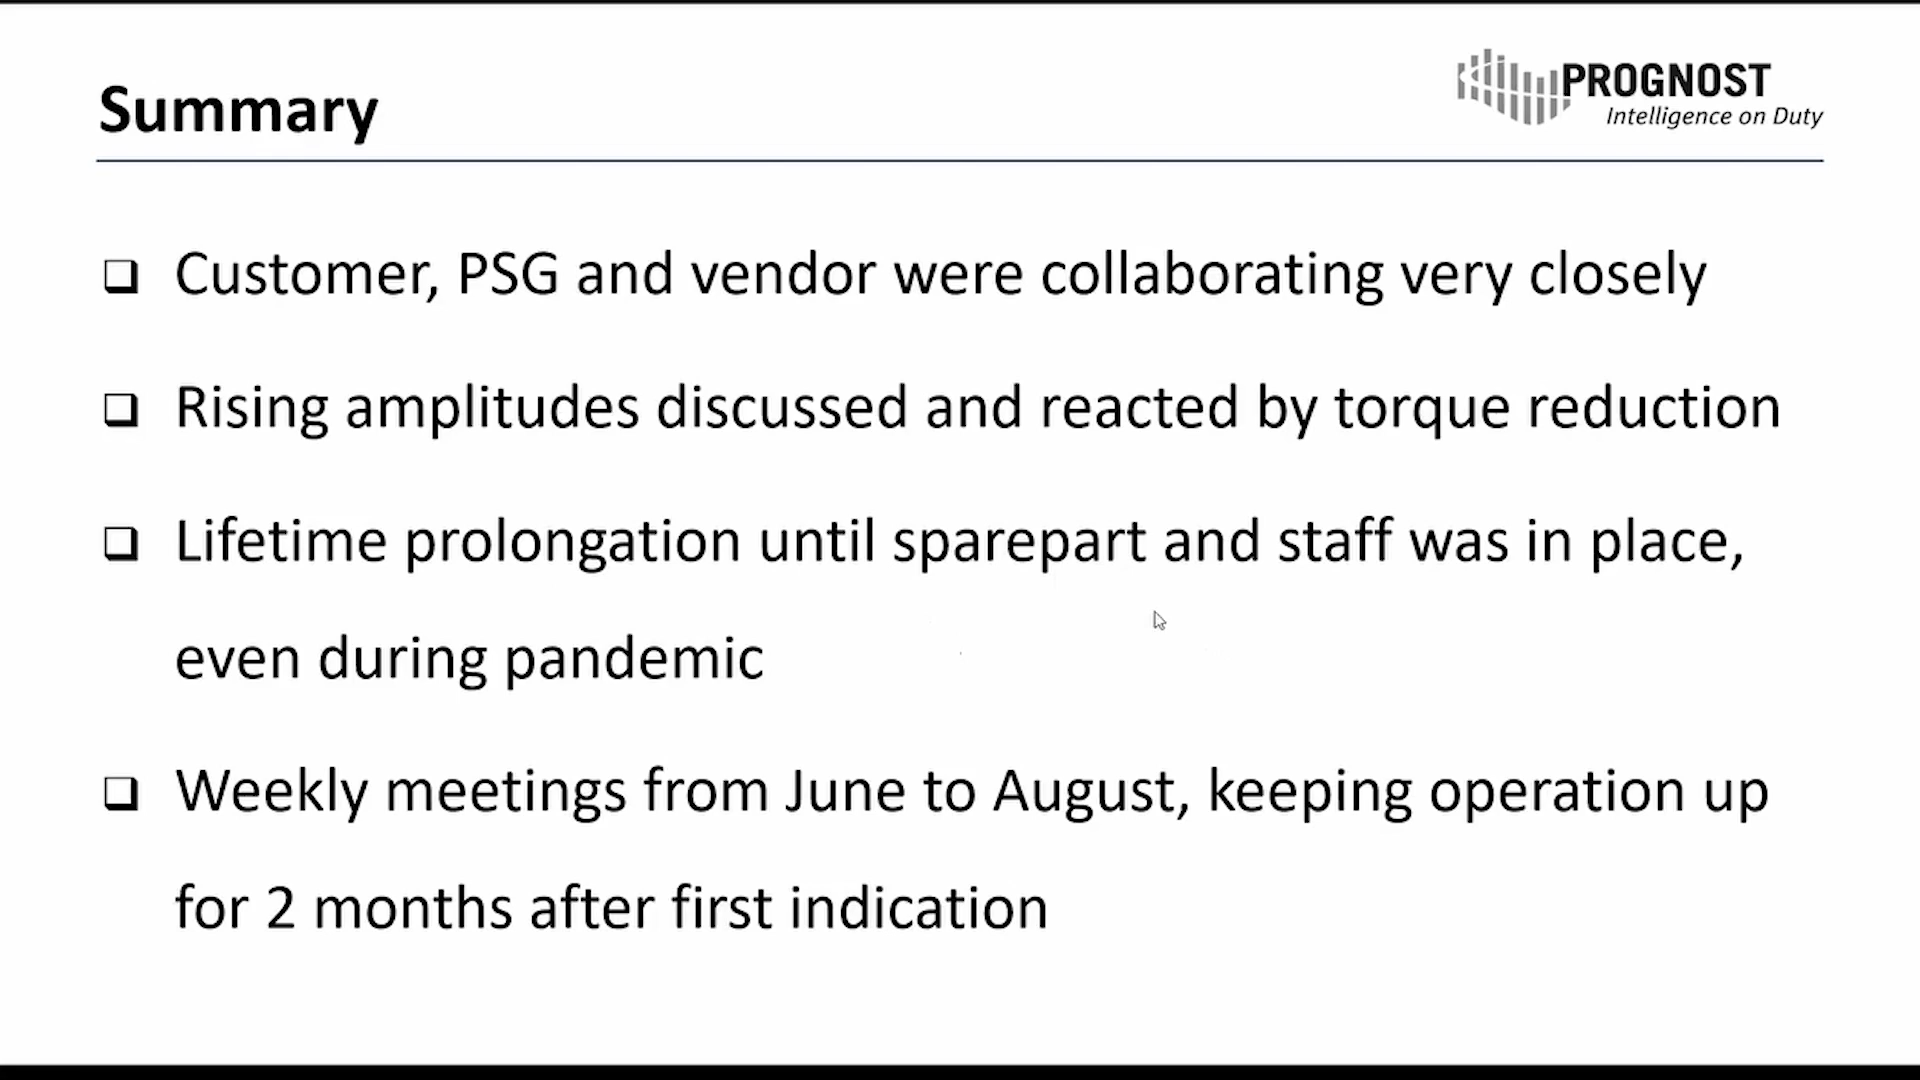 Summary
PROGNOST
Intelligence on Duty
Customer, PSG and vendor were collaborating very closely
Rising amplitudes discussed and reacted by torque reduction
Lifetime prolongation until sparepart and staff was in place,
even during pandemic
Weekly meetings from June to August, keeping operation up
for 2 months after first indication